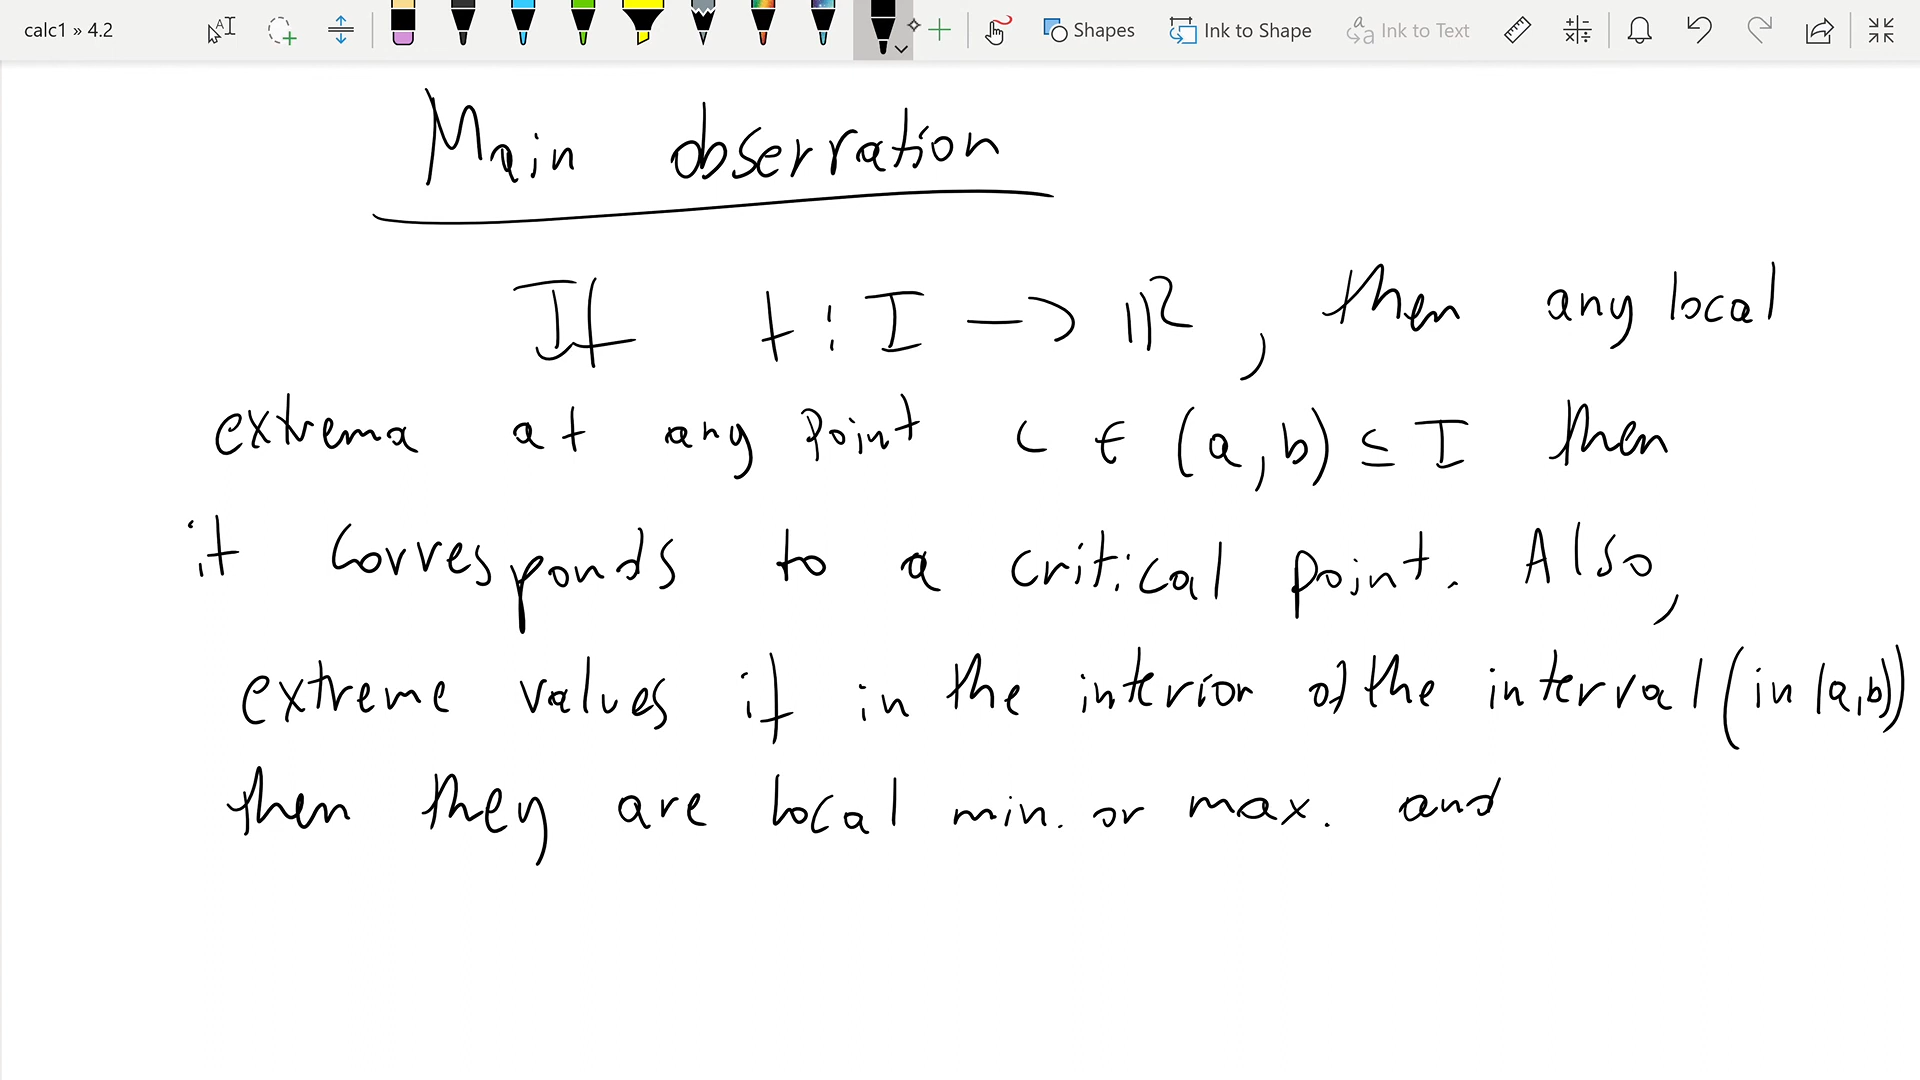 calc1 » 4.2 Shapes Ink to Shape Ink to Text
Main observation
If f : I → ℝ, then any local
extrema at any point c ∈ (a,b) ⊆ I then
it corresponds to a critical point. Also,
extreme values if in the interior of the interval (in (a,b))
then they are local min. or max. and